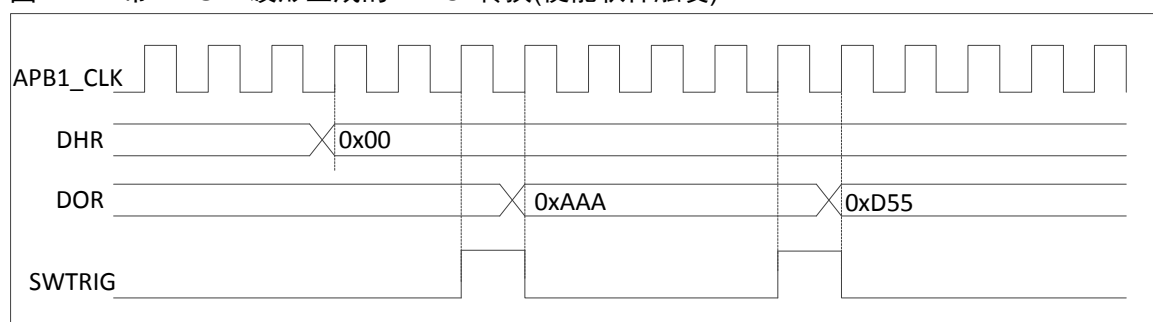 APB1_CLK
DHR
0x00
DOR
0xAAA
0xD55
SWTRIG